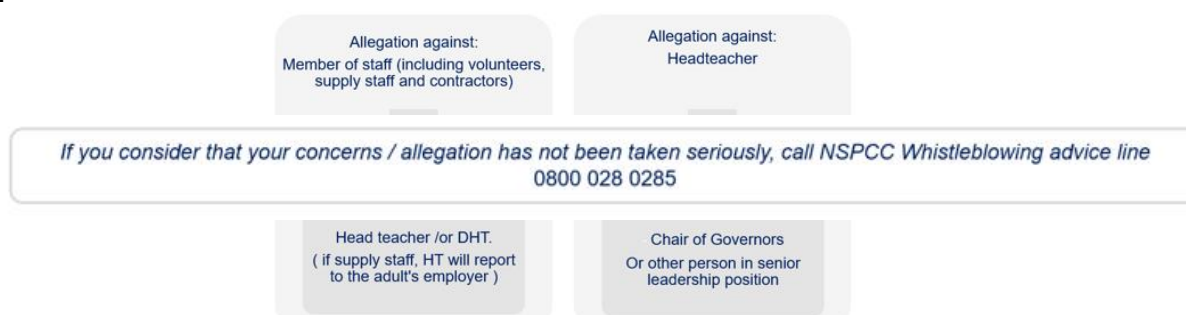 Allegation against:
Member of staff (including volunteers,
supply staff and contractors)
Allegation against:
Headteacher
If you consider that your concerns / allegation has not been taken seriously, call NSPCC Whistleblowing advice line
0800 028 0285
Head teacher /or DHT.
( if supply staff, HT will report
to the adult's employer )
Chair of Governors
Or other person in senior
leadership position